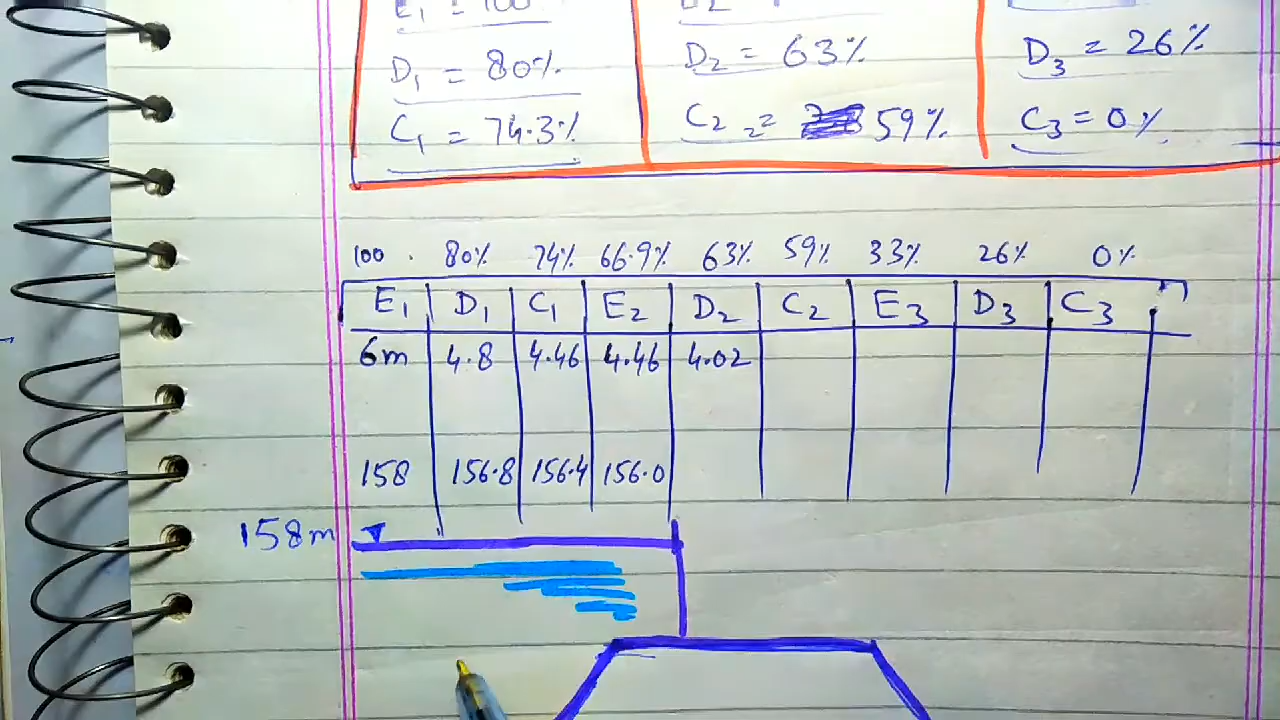 E₁ = 100
D₁ = 80%
D₂ = 63%
D₃ = 26%
C₁ = 74.3%
C₂ = 59%
C₃ = 0%
100 80% 74% 66.9% 63% 59% 33% 26% 0%
E₁ D₁ C₁ E₂ D₂ C₂ E₃ D₃ C₃
6m 4.8 4.46 4.46 4.02
158 156.8 156.4 156.0
158m